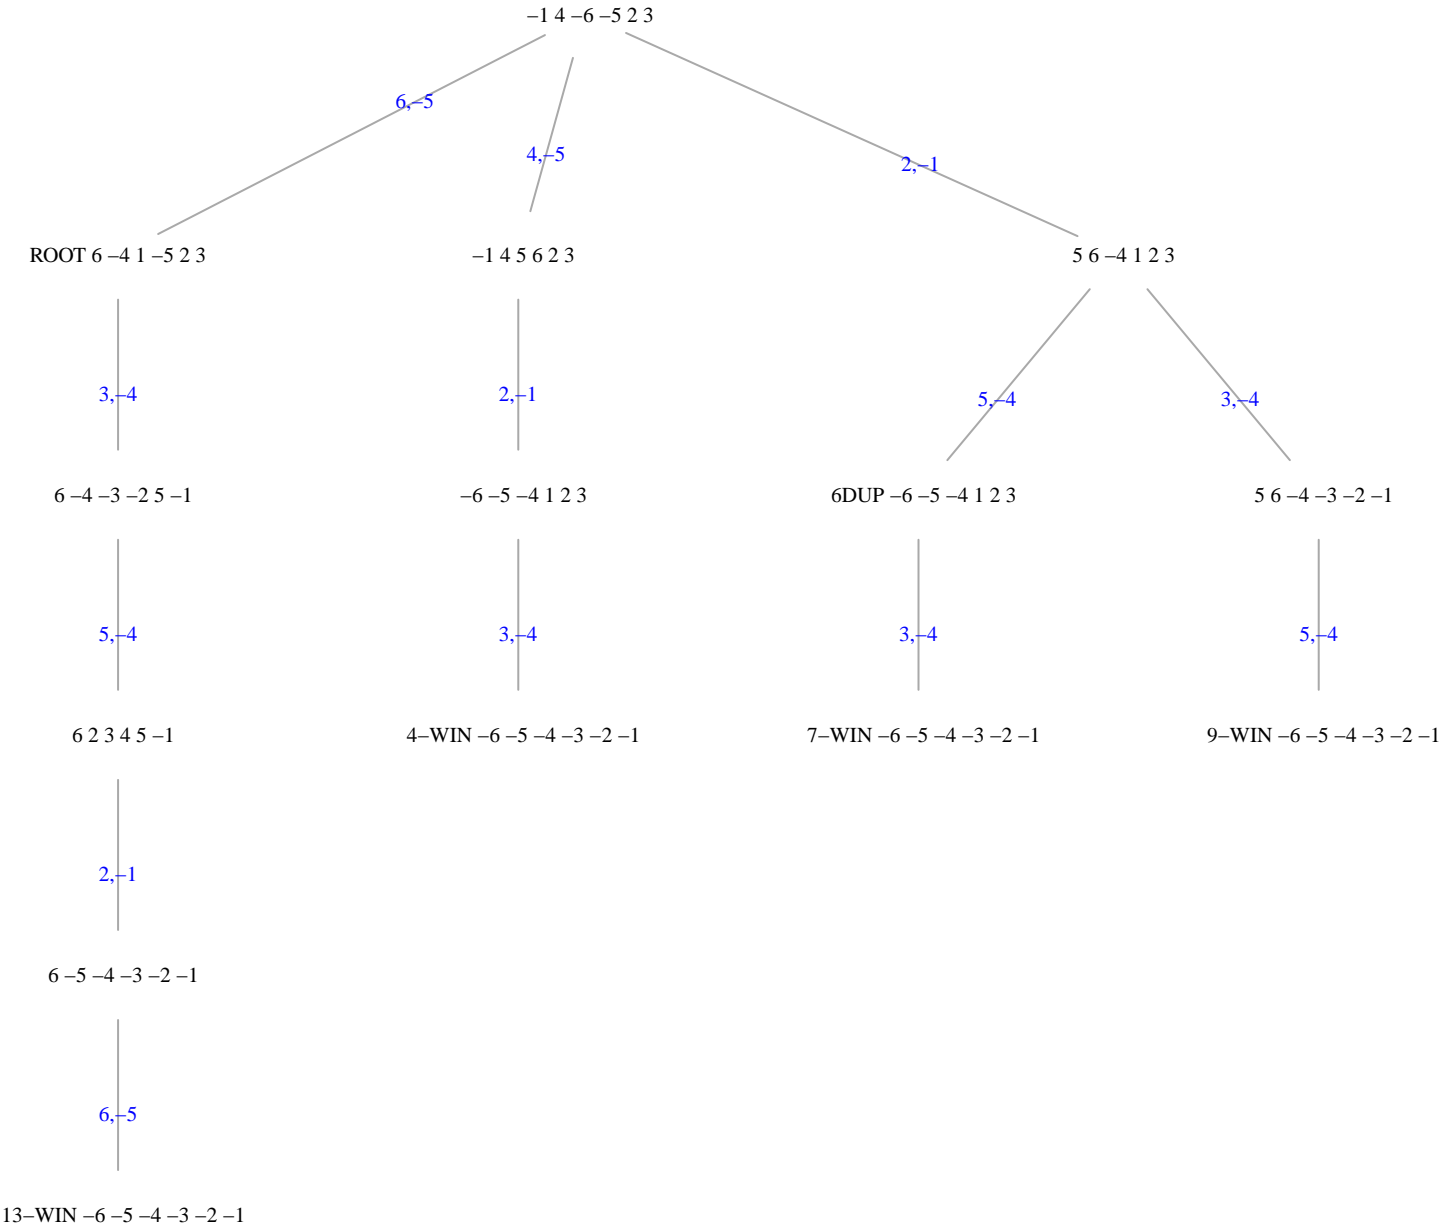 –1 4 –6 –5 2 3
6,–5
4,–5
2,–1
ROOT 6 –4 1 –5 2 3
–1 4 5 6 2 3
5 6 –4 1 2 3
3,–4
2,–1
5,–4
3,–4
6 –4 –3 –2 5 –1
–6 –5 –4 1 2 3
6DUP –6 –5 –4 1 2 3
5 6 –4 –3 –2 –1
5,–4
3,–4
3,–4
5,–4
6 2 3 4 5 –1
4–WIN –6 –5 –4 –3 –2 –1
7–WIN –6 –5 –4 –3 –2 –1
9–WIN –6 –5 –4 –3 –2 –1
2,–1
6 –5 –4 –3 –2 –1
6,–5
13–WIN –6 –5 –4 –3 –2 –1